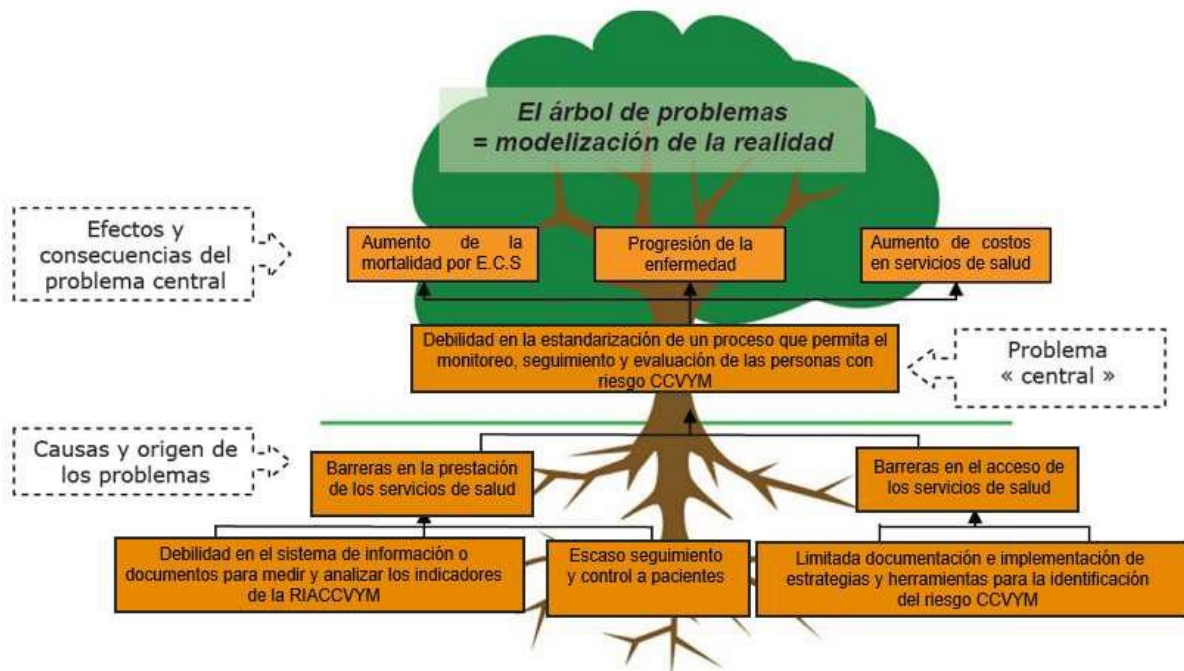 El árbol de problemas
= modelización de la realidad
Efectos y
consecuencias del
problema central
Aumento de la
mortalidad por E.C.S
Progresión de la
enfermedad
Aumento de costos
en servicios de salud
Debilidad en la estandarización de un proceso que permita el
monitoreo, seguimiento y evaluación de las personas con
riesgo CCVYM
Problema
« central »
Causas y origen de
los problemas
Barreras en la prestación
de los servicios de salud
Barreras en el acceso de
los servicios de salud
Debilidad en el sistema de información o
documentos para medir y analizar los indicadores
de la RIACCVYM
Escaso seguimiento
y control a pacientes
Limitada documentación e implementación de
estrategias y herramientas para la identificación
del riesgo CCVYM